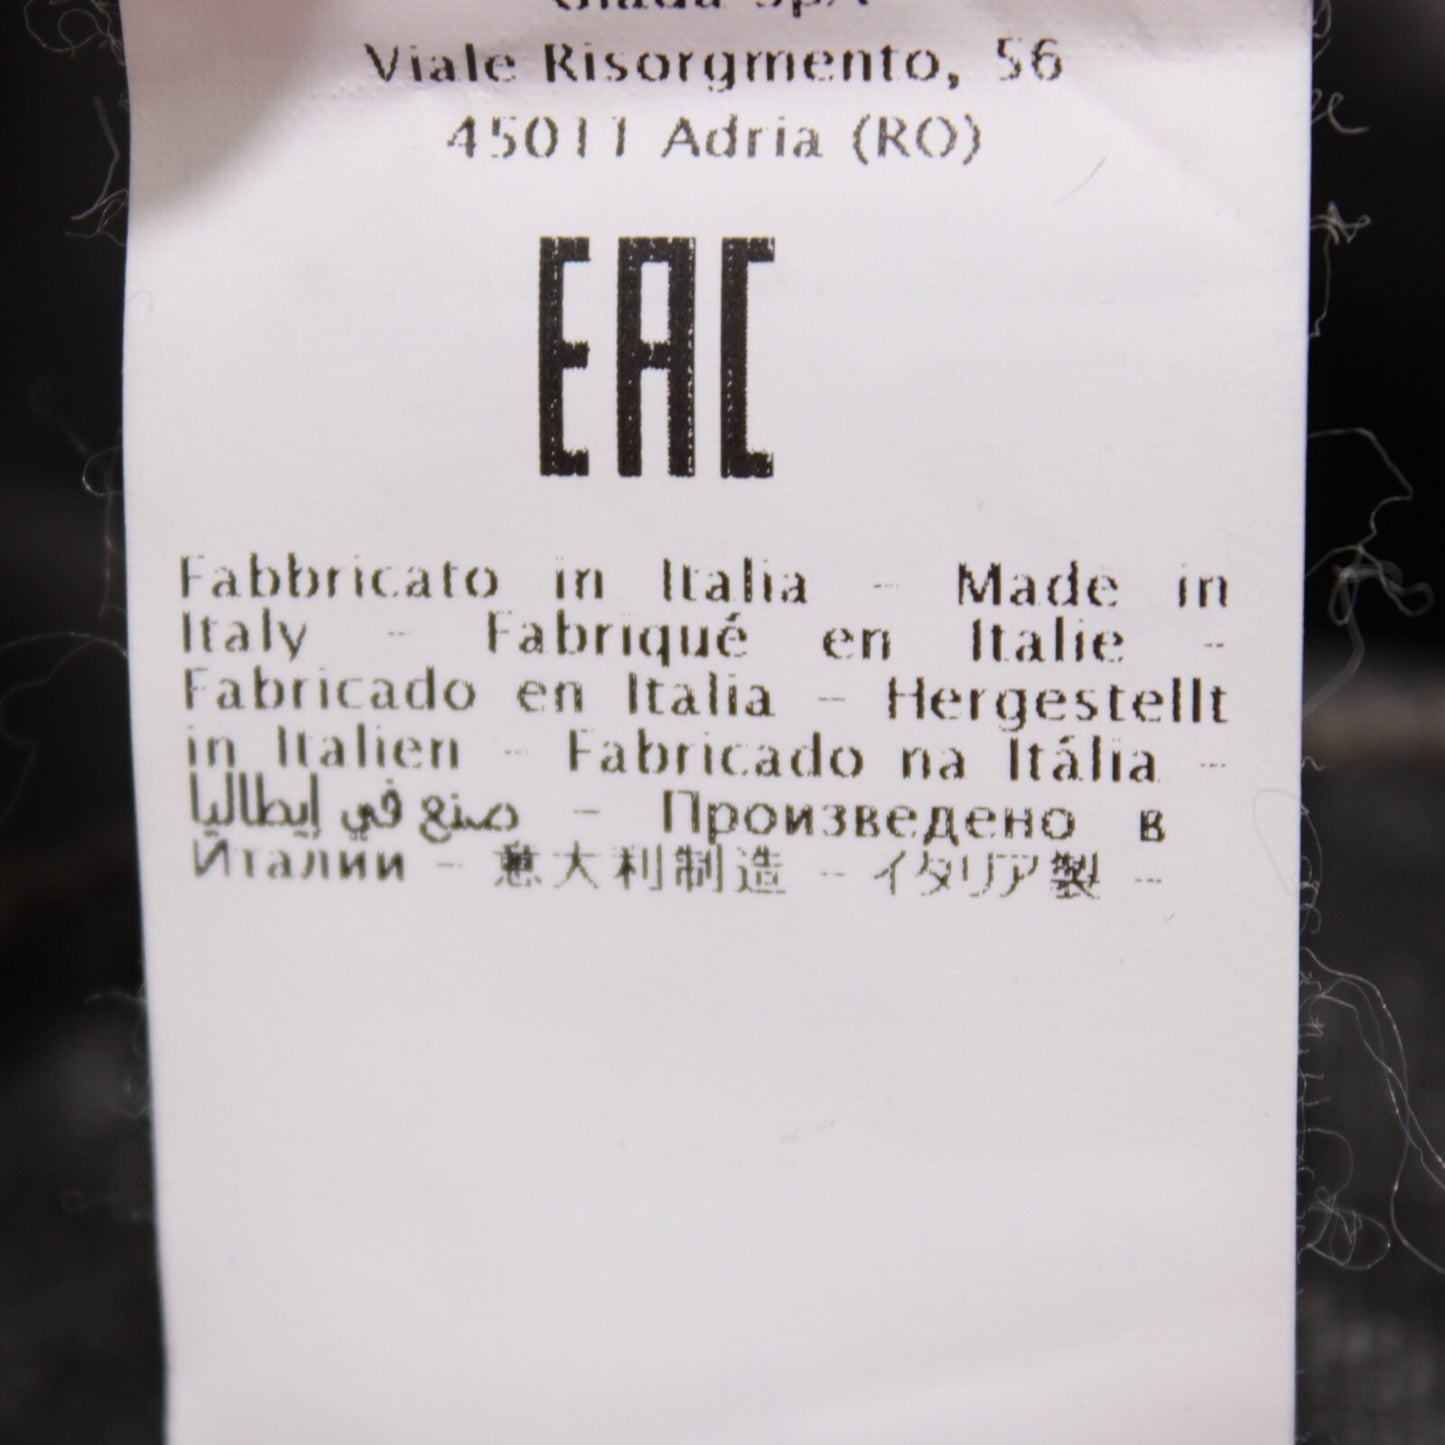 Giada SpA
Viale Risorgmento, 56
45011 Adria (RO)
EAC
Fabbricato in Italia - Made in
Italy - Fabriqué en Italie -
Fabricado en Italia - Hergestellt
in Italien - Fabricado na Itália -
صنع في إيطاليا - Произведено в
Италии - 意大利制造 - イタリア製 -